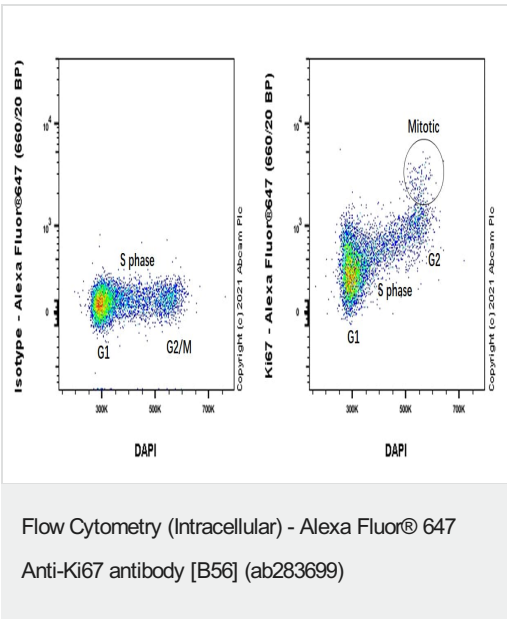 Isotype - Alexa Fluor®647 (660/20 BP)
10⁴
10³
0
S phase
G1
G2/M
300K 500K 700K
DAPI
Copyright (c) 2021 Abcam Plc
Ki67 - Alexa Fluor®647 (660/20 BP)
10⁴
10³
0
Mitotic
G2
S phase
G1
300K 500K 700K
DAPI
Copyright (c) 2021 Abcam Plc
Flow Cytometry (Intracellular) - Alexa Fluor® 647
Anti-Ki67 antibody [B56] (ab283699)